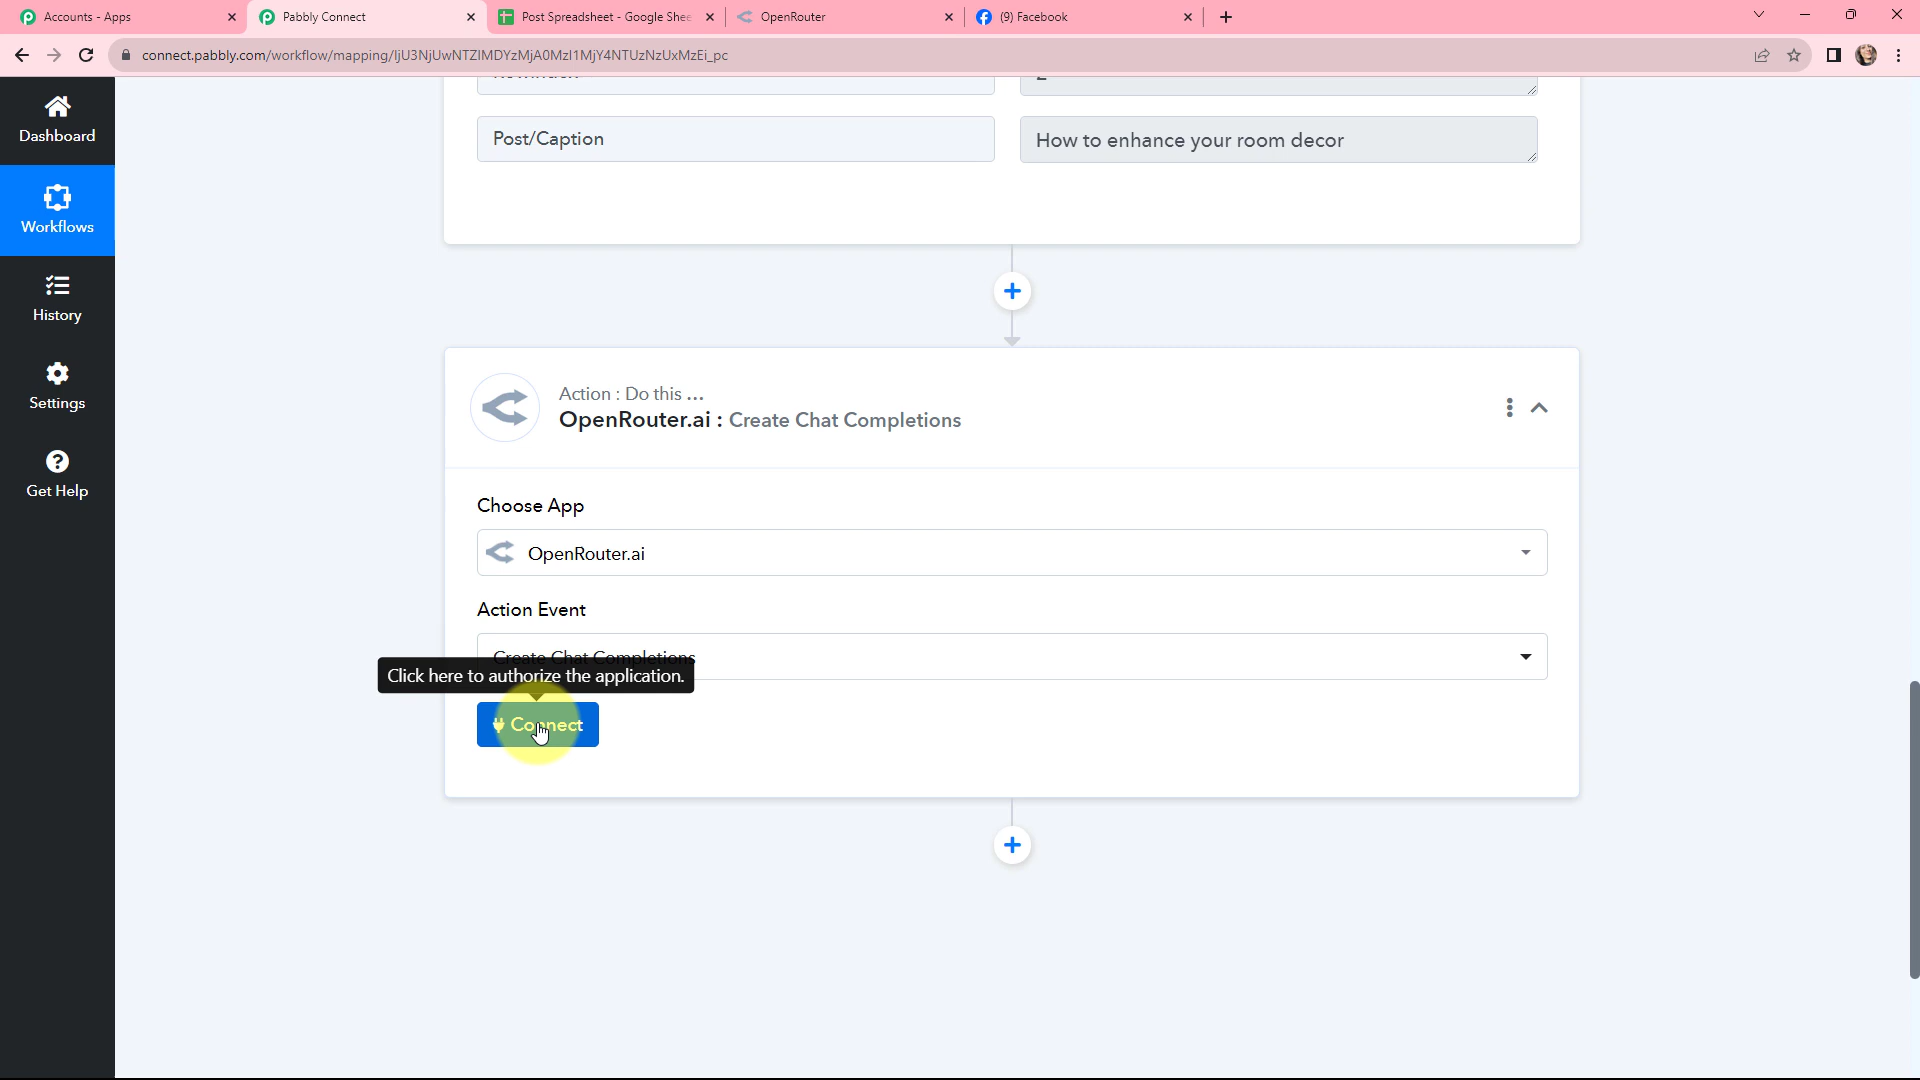 Accounts - Apps
Pabbly Connect
Post Spreadsheet - Google Shee
OpenRouter
(9) Facebook
connect.pabbly.com/workflow/mapping/IjU3NjUwNTZlMDYzMjA0MzI1MjY4NTUzNzUxMzEi_pc
Dashboard
Workflows
History
Settings
Get Help
Post/Caption
How to enhance your room decor
Action : Do this ...
OpenRouter.ai : Create Chat Completions
Choose App
OpenRouter.ai
Action Event
Create Chat Completions
Click here to authorize the application.
Connect